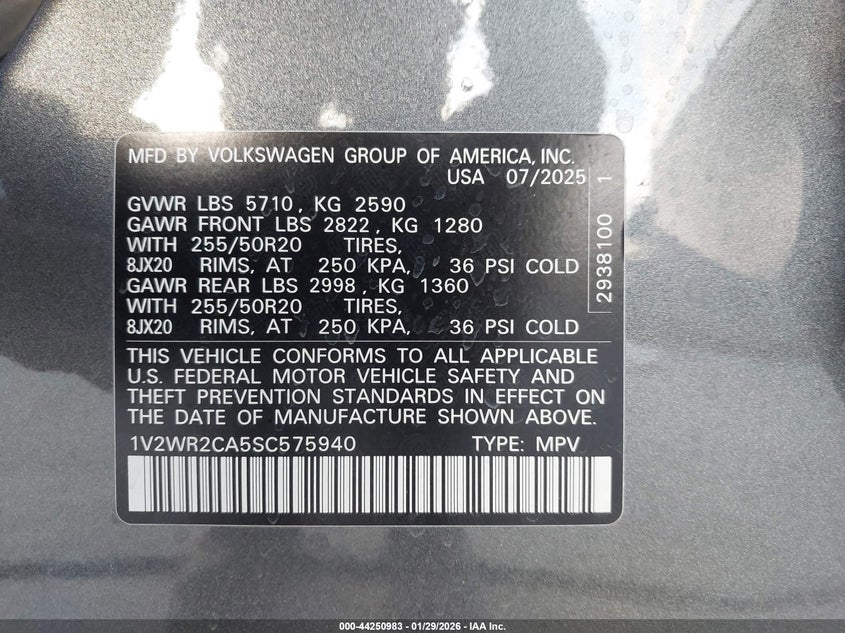 MFD BY VOLKSWAGEN GROUP OF AMERICA, INC.
USA 07/2025
GVWR LBS 5710, KG 2590
GAWR FRONT LBS 2822, KG 1280
WITH 255/50R20 TIRES,
8JX20 RIMS, AT 250 KPA, 36 PSI COLD
GAWR REAR LBS 2998, KG 1360
WITH 255/50R20 TIRES,
8JX20 RIMS, AT 250 KPA, 36 PSI COLD
2938100 1
THIS VEHICLE CONFORMS TO ALL APPLICABLE
U.S. FEDERAL MOTOR VEHICLE SAFETY AND
THEFT PREVENTION STANDARDS IN EFFECT ON
THE DATE OF MANUFACTURE SHOWN ABOVE.
1V2WR2CA5SC575940 TYPE: MPV
000-44250983 - 01/29/2026 - IAA Inc.